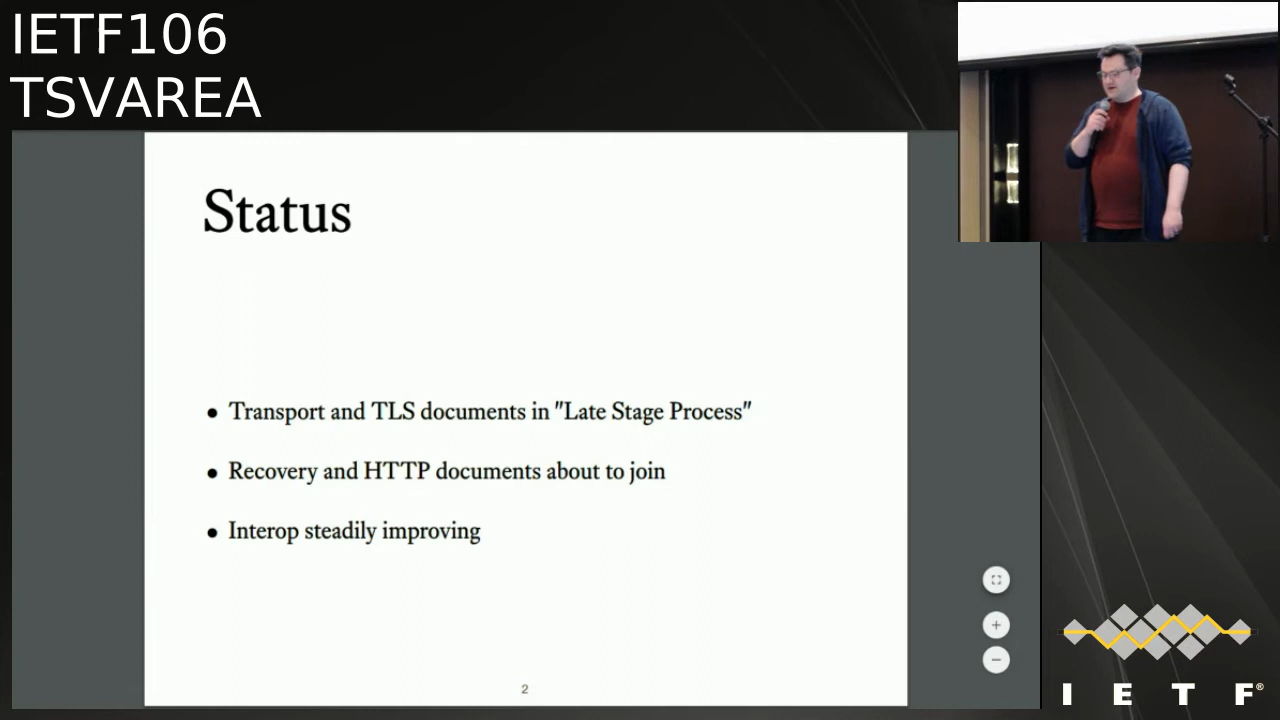 IETF106
TSVAREA
Status
• Transport and TLS documents in "Late Stage Process"
• Recovery and HTTP documents about to join
• Interop steadily improving
2
I E T F®